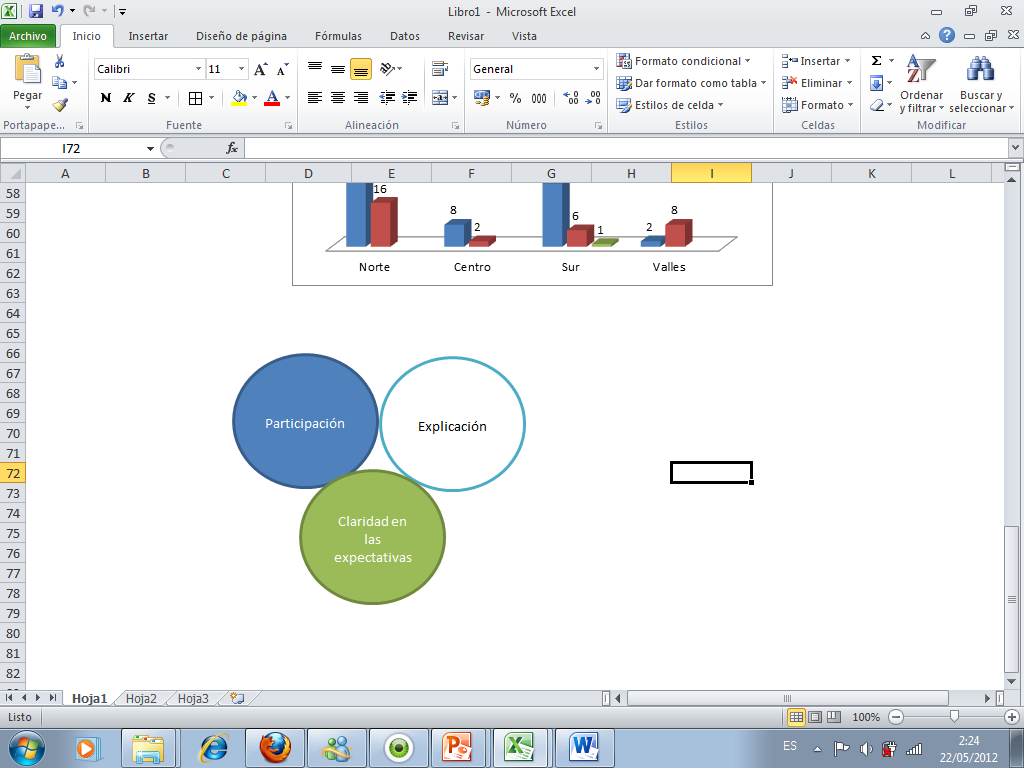 Libro1 - Microsoft Excel
Archivo Inicio Insertar Diseño de página Fórmulas Datos Revisar Vista
Pegar
Calibri 11
N K S
General
% 000
Formato condicional
Dar formato como tabla
Estilos de celda
Insertar
Eliminar
Formato
Ordenar y filtrar
Buscar y seleccionar
Portapape... Fuente Alineación Número Estilos Celdas Modificar
I72 fx
A B C D E F G H I J K L
58
59
60
61
62
63
64
65
66
67
68
69
70
71
72
73
74
75
76
77
78
79
80
81
82
16
8 2
6 1
2 8
Norte Centro Sur Valles
Participación
Explicación
Claridad en
las
expectativas
Hoja1 Hoja2 Hoja3
Listo 100%
ES 2:24
22/05/2012